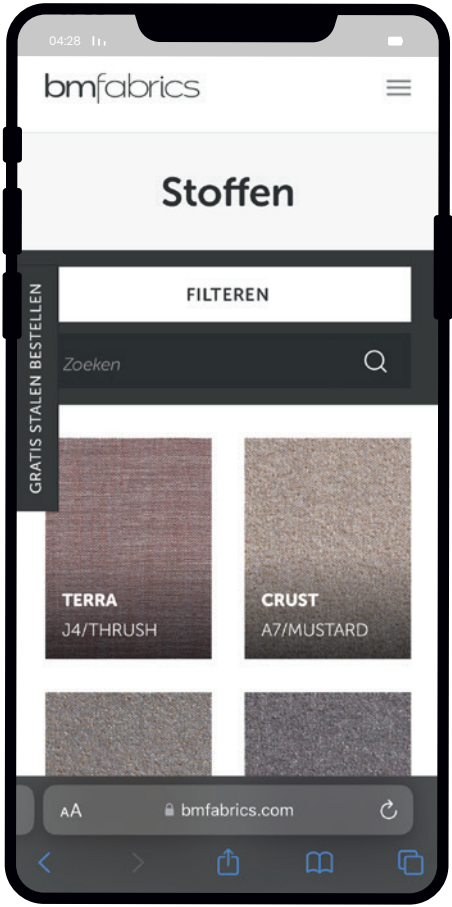 04:28
bmfabrics
Stoffen
FILTEREN
Zoeken
GRATIS STALEN BESTELLEN
TERRA
J4/THRUSH
CRUST
A7/MUSTARD
AA
bmfabrics.com